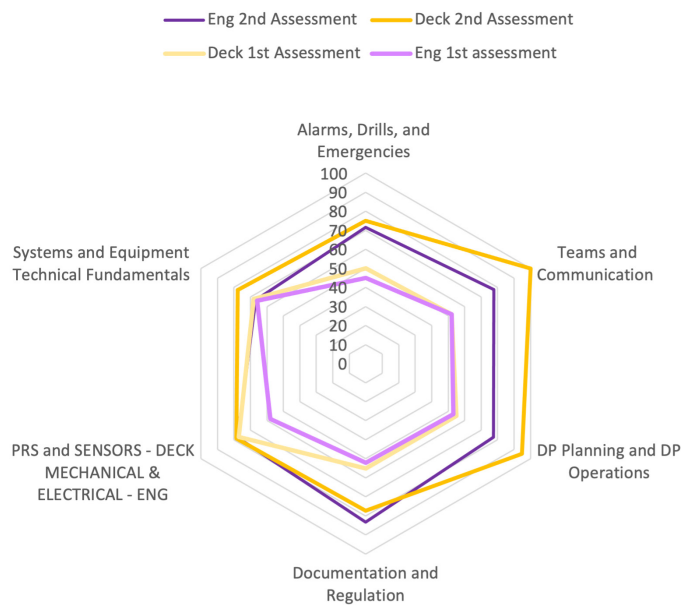 Eng 2nd Assessment
Deck 2nd Assessment
Deck 1st Assessment
Eng 1st assessment
Alarms, Drills, and
Emergencies
100
90
80
70
60
50
40
30
20
10
0
Teams and
Communication
DP Planning and DP
Operations
Documentation and
Regulation
PRS and SENSORS - DECK
MECHANICAL &
ELECTRICAL - ENG
Systems and Equipment
Technical Fundamentals